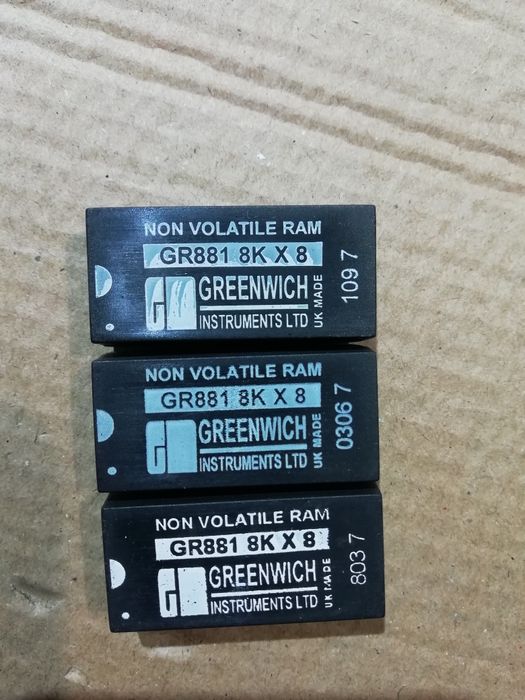 NON VOLATILE RAM
GR881 8K X 8
GREENWICH
INSTRUMENTS LTD
UK MADE
109 7
NON VOLATILE RAM
GR881 8K X 8
GREENWICH
INSTRUMENTS LTD
UK MADE
0306 7
NON VOLATILE RAM
GR881 8K X 8
GREENWICH
INSTRUMENTS LTD
UK MADE
803 7